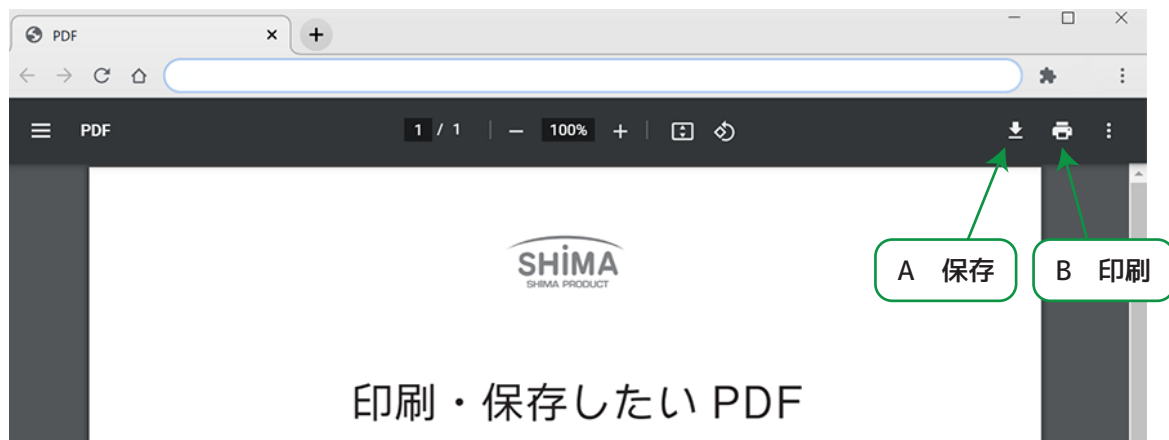 PDF
PDF 1 / 1 100%
SHiMA
SHIMA PRODUCT
A 保存
B 印刷
印刷・保存したい PDF